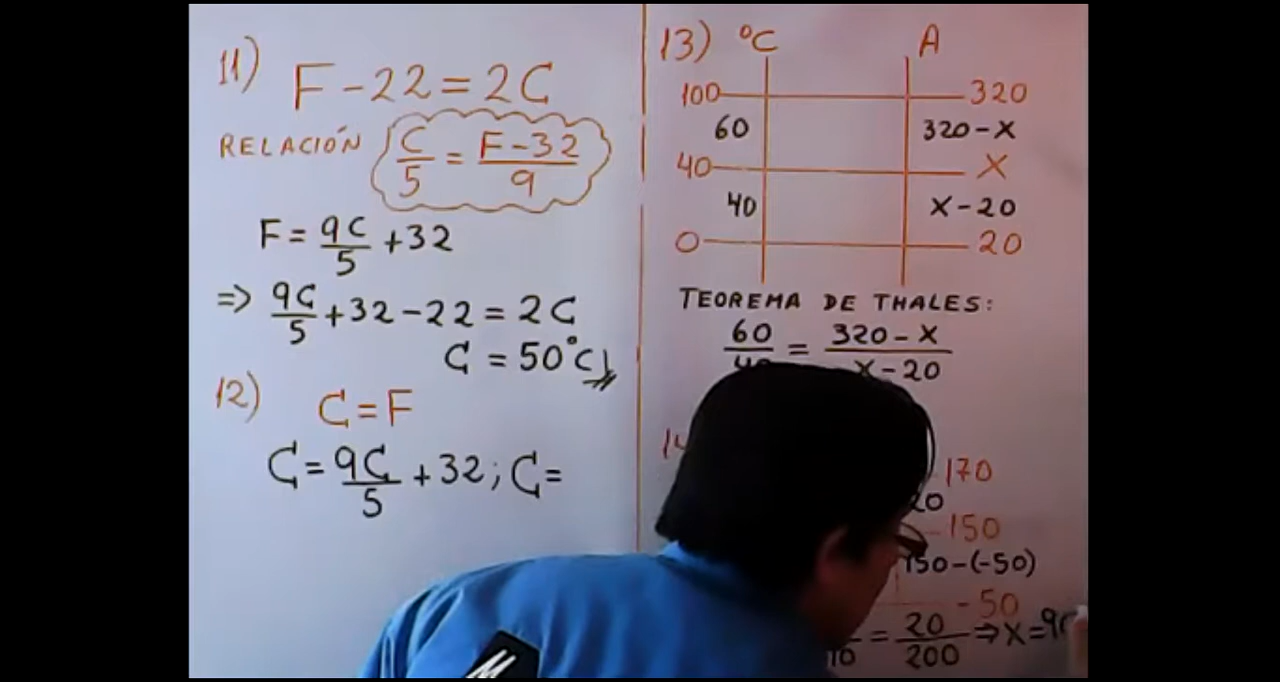 11) F-22=2C
RELACIÓN C/5 = F-32/9
F = 9C/5 +32
=> 9C/5 +32-22 = 2C
C = 50°C
12) C=F
C = 9C/5 + 32; C=
13) °C A
100 320
60 320-X
40 X
40 X-20
0 20
TEOREMA DE THALES:
60/40 = 320-X/X-20
170
20
150
150-(-50)
-50
= 20/200 ⇒ X=
M